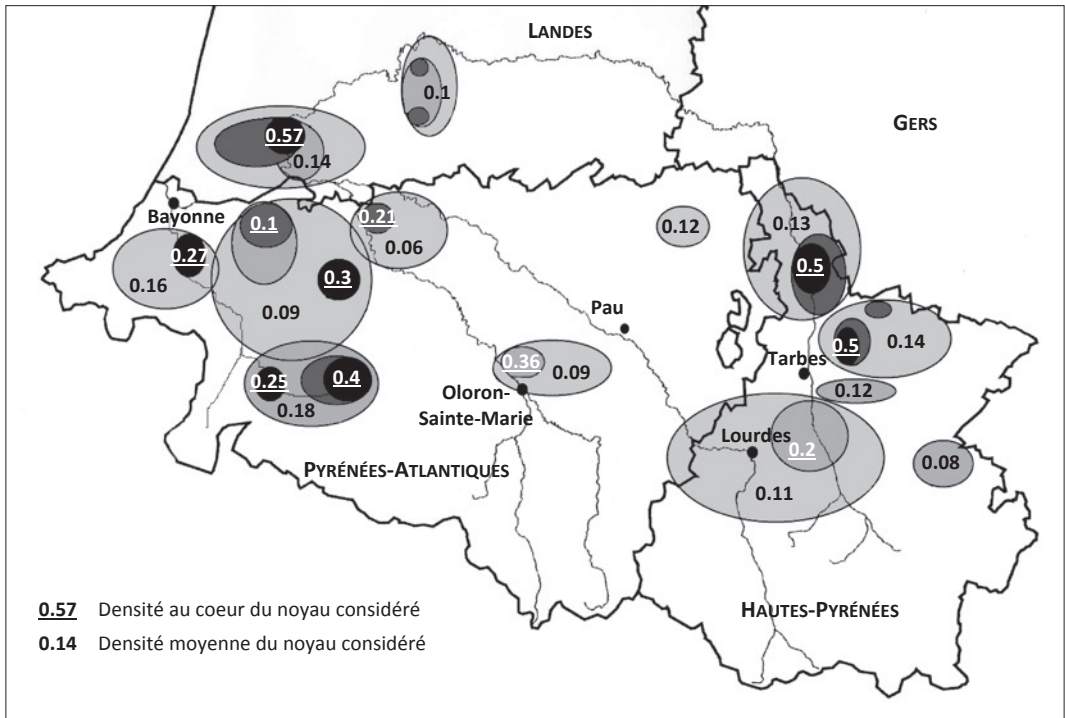 LANDES
0.1
GERS
0.57
0.14
Bayonne
0.1
0.21
0.06
0.12
0.13
0.27
0.16
0.3
0.5
0.09
Pau
0.5
0.14
Tarbes
0.36
0.09
0.25
0.4
0.18
0.12
Oloron-
Sainte-Marie
Lourdes
0.2
0.08
0.11
PYRÉNÉES-ATLANTIQUES
HAUTES-PYRÉNÉES
0.57 Densité au coeur du noyau considéré
0.14 Densité moyenne du noyau considéré